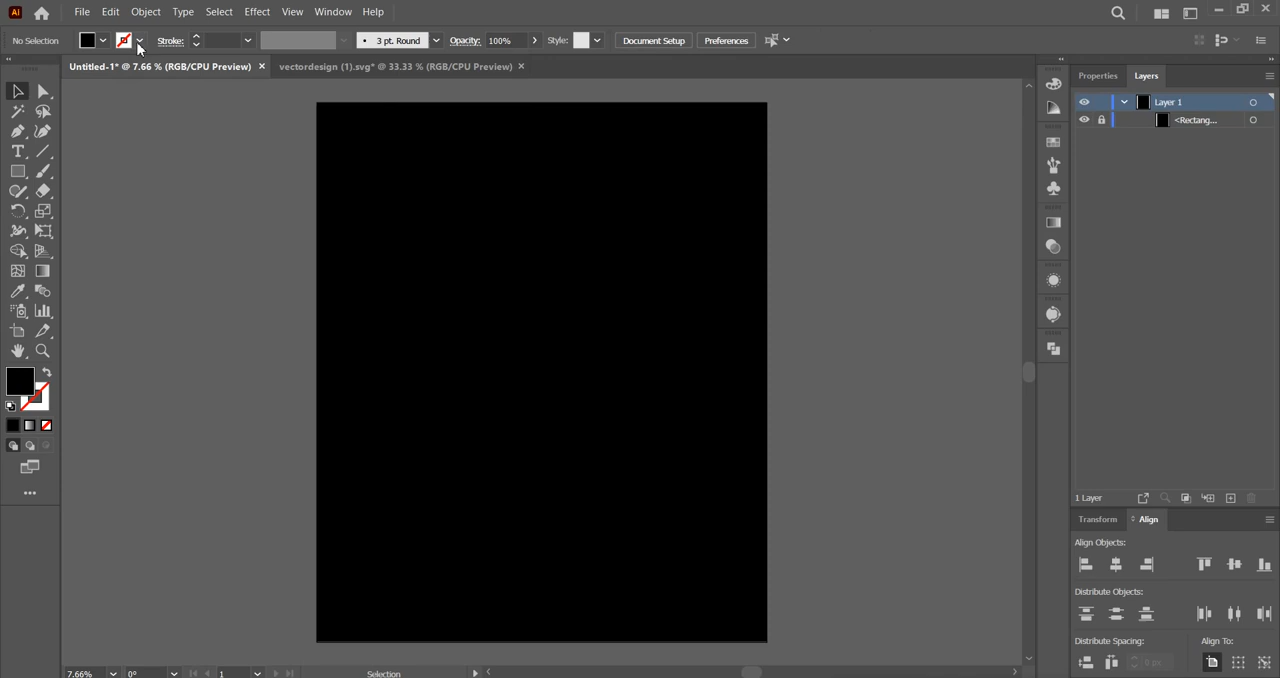 Ai File Edit Object Type Select Effect View Window Help
No Selection Stroke: 3 pt. Round Opacity: 100% Style: Document Setup Preferences
Untitled-1* @ 7.66 % (RGB/CPU Preview) × vectordesign (1).svg* @ 33.33 % (RGB/CPU Preview) ×
Properties Layers
Layer 1
<Rectang...
1 Layer
Transform Align
Align Objects:
Distribute Objects:
Distribute Spacing: Align To:
0 px
7.66% 0° 1 Selection